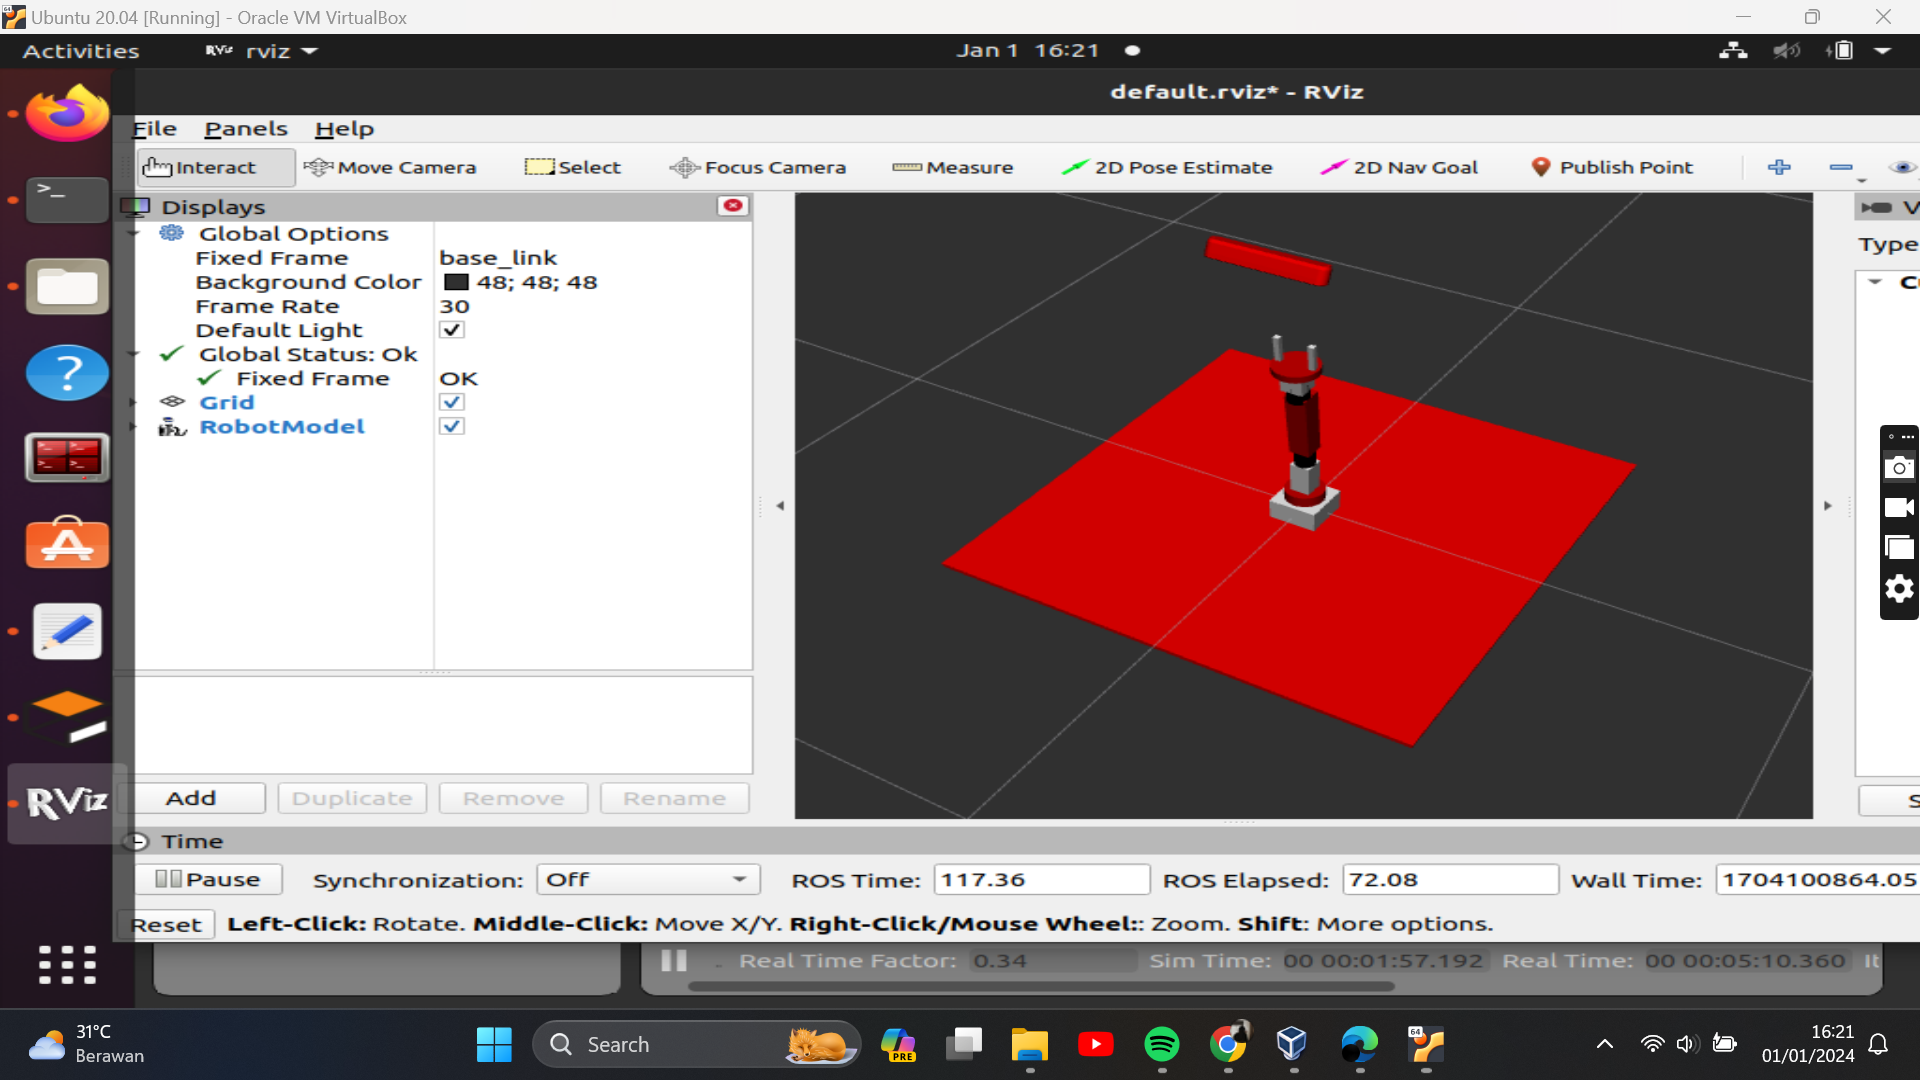 Ubuntu 20.04 [Running] - Oracle VM VirtualBox
Activities RViz rviz Jan 1 16:21
default.rviz* - RViz
File Panels Help
Interact Move Camera Select Focus Camera Measure 2D Pose Estimate 2D Nav Goal Publish Point
Displays
Global Options
Fixed Frame base_link
Background Color 48; 48; 48
Frame Rate 30
Default Light
Global Status: Ok
Fixed Frame OK
Grid
RobotModel
Type
Add Duplicate Remove Rename
RViz
Time
Pause Synchronization: Off ROS Time: 117.36 ROS Elapsed: 72.08 Wall Time: 1704100864.05
Reset Left-Click: Rotate. Middle-Click: Move X/Y. Right-Click/Mouse Wheel:: Zoom. Shift: More options.
Real Time Factor: 0.34 Sim Time: 00 00:01:57.192 Real Time: 00 00:05:10.360 It
31°C
Berawan
Search
PRE
64
16:21
01/01/2024